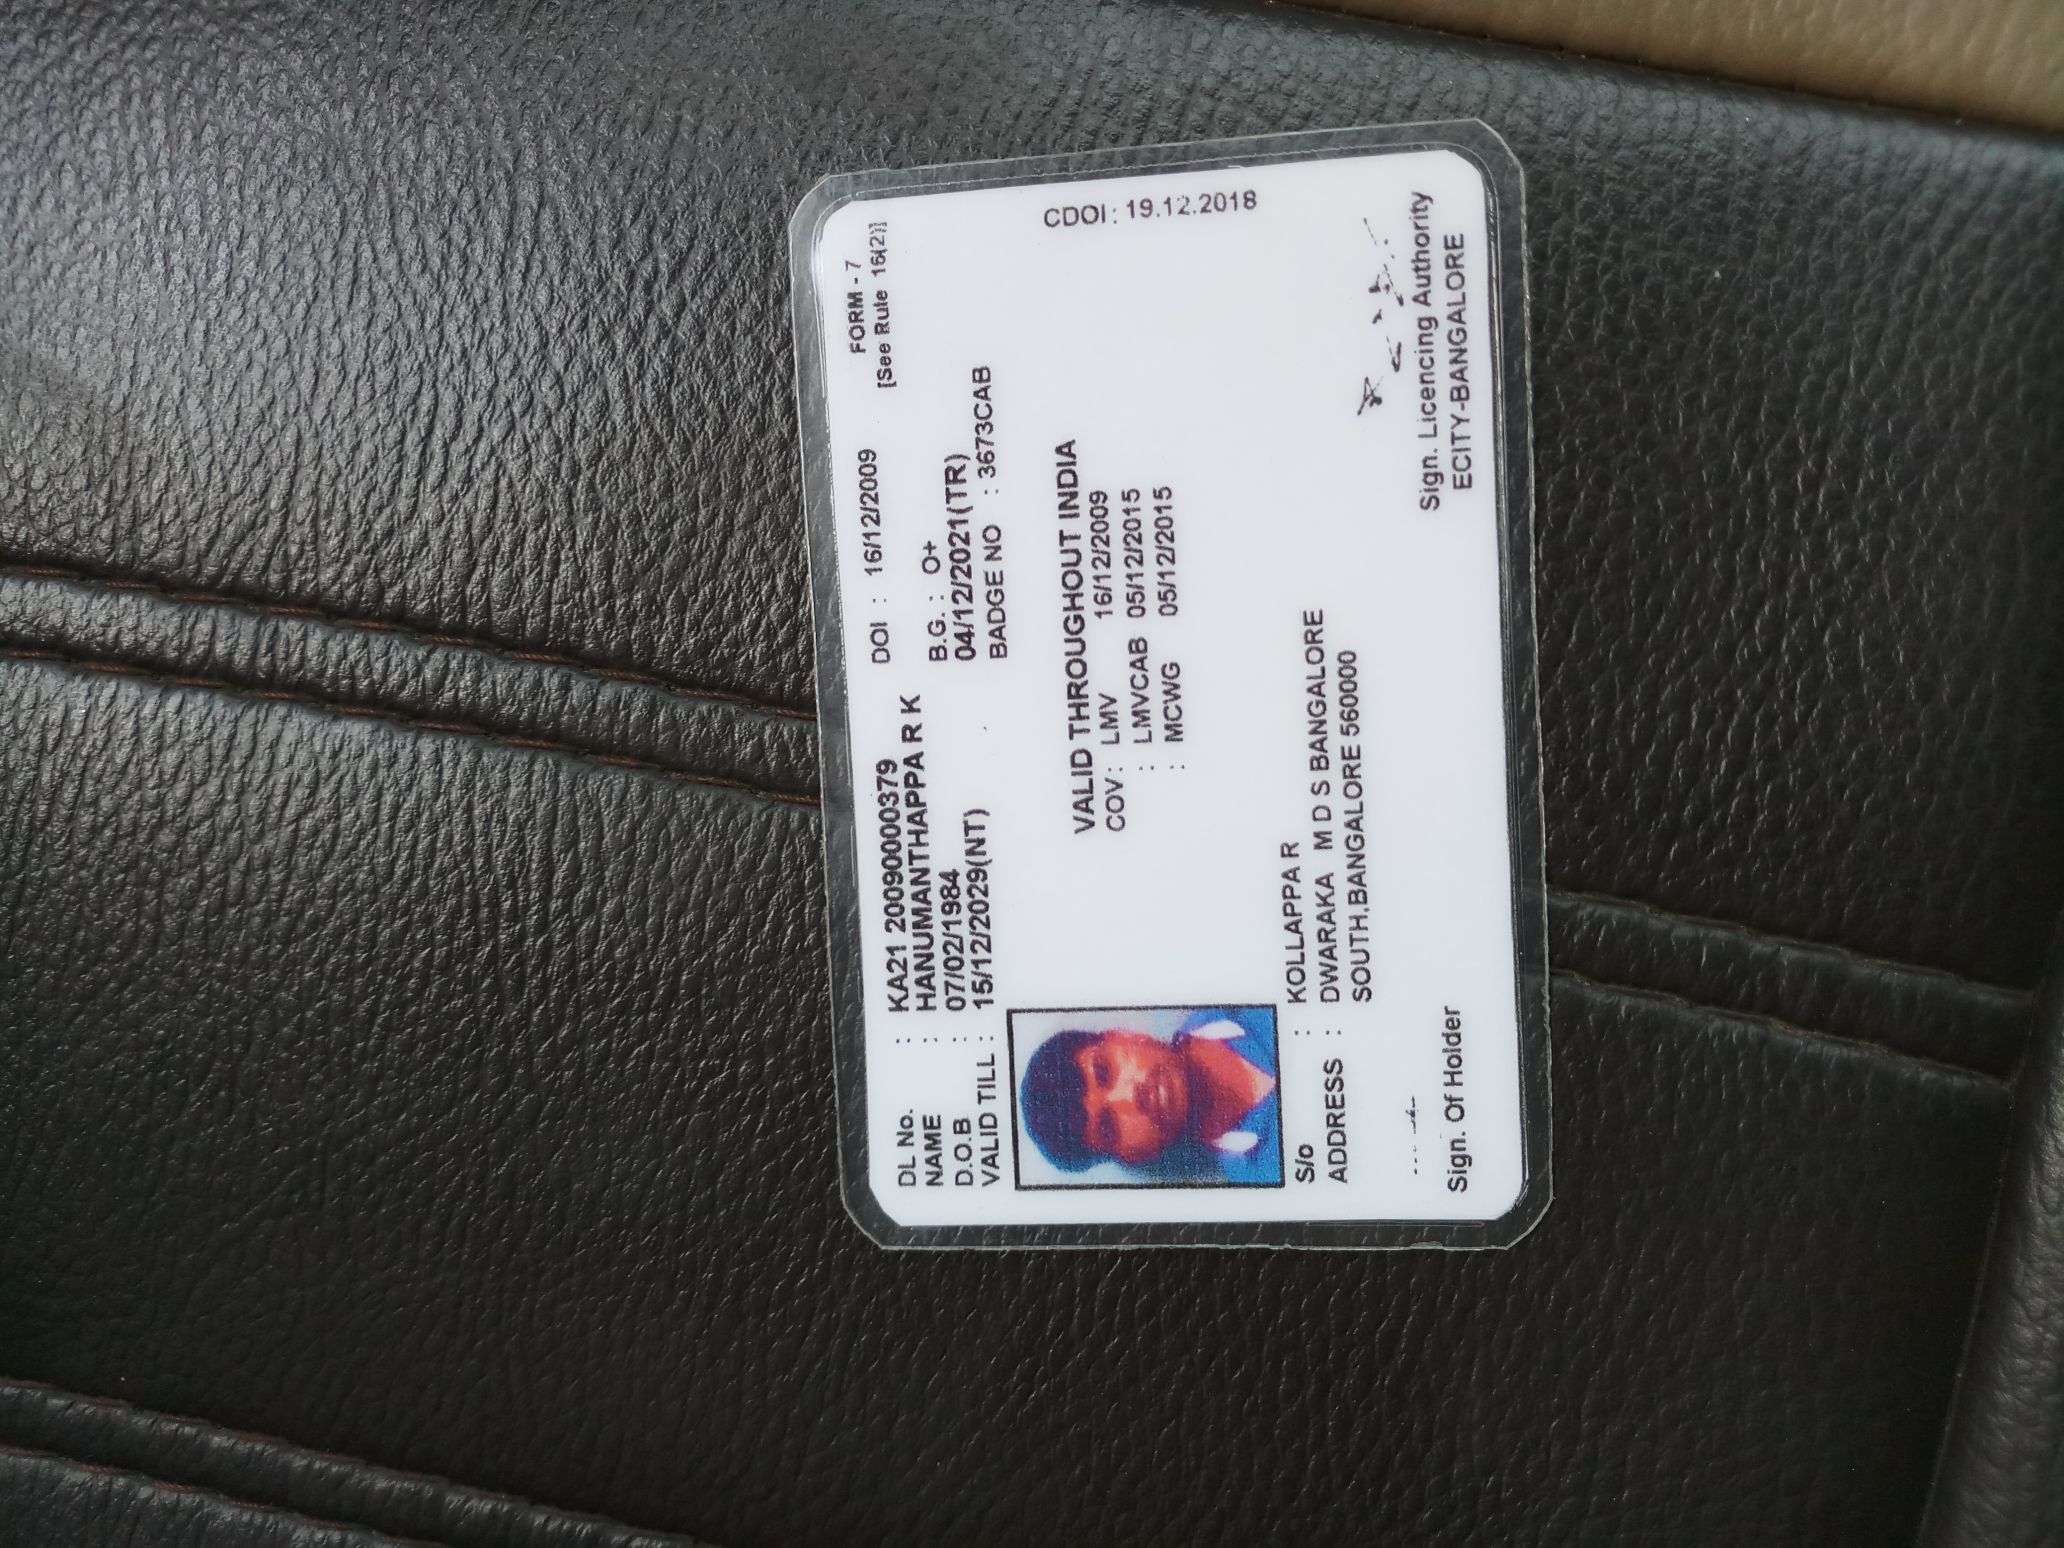 FORM - 7
[See Rule 16(2)]
DL No. : KA21 20090000379 DOI : 16/12/2009
NAME : HANUMANTHAPPA R K
D.O.B : 07/02/1984 B.G. : O+
VALID TILL : 15/12/2029(NT) 04/12/2021(TR)
BADGE NO : 3673CAB
CDOI : 19.12.2018
VALID THROUGHOUT INDIA
COV : LMV 16/12/2009
: LMVCAB 05/12/2015
: MCWG 05/12/2015
S/o : KOLLAPPA R
ADDRESS : DWARAKA M D S BANGALORE
SOUTH,BANGALORE 560000
Sign. Of Holder
Sign. Licencing Authority
ECITY-BANGALORE